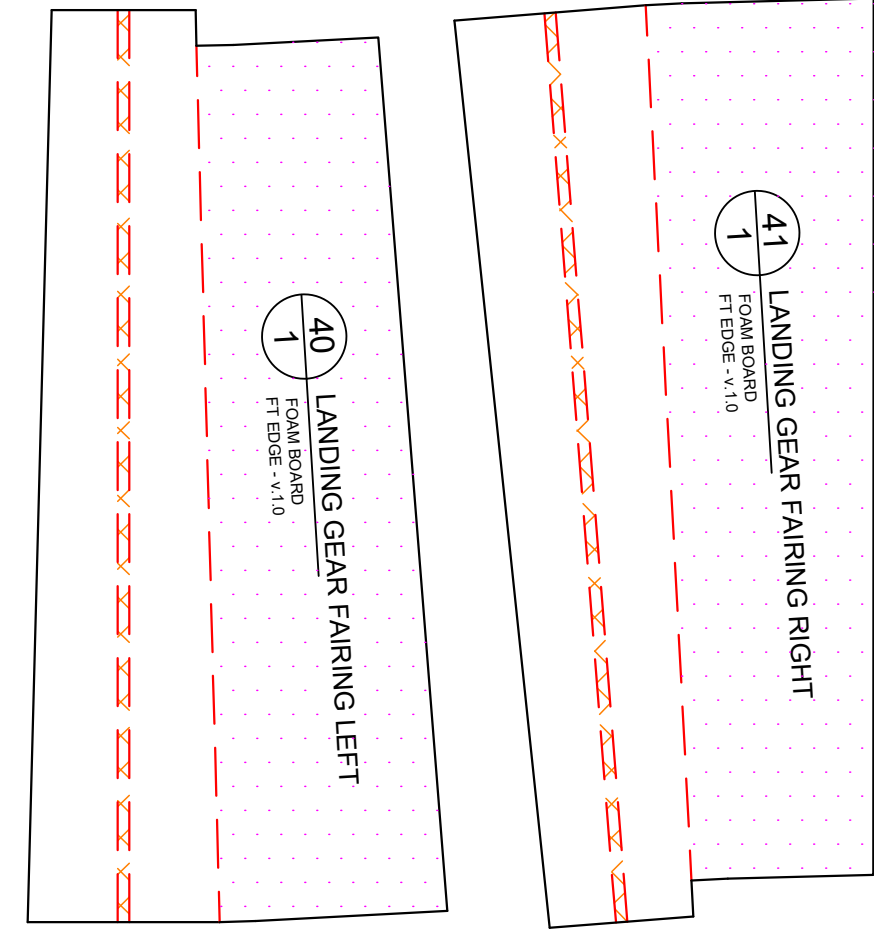 40
1
LANDING GEAR FAIRING LEFT
FOAM BOARD
FT EDGE - v.1.0
41
1
LANDING GEAR FAIRING RIGHT
FOAM BOARD
FT EDGE - v.1.0